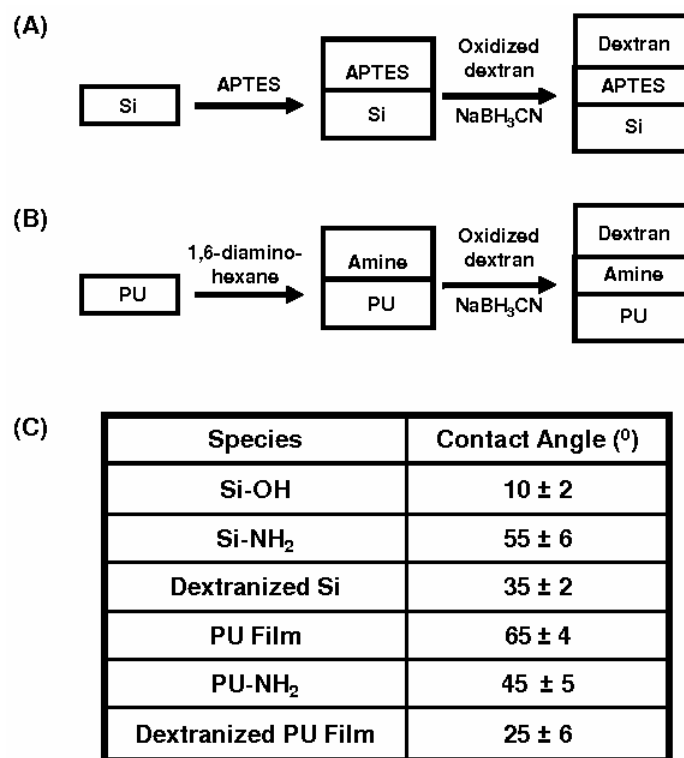 (A)
Si
APTES
APTES
Si
Oxidized
dextran
NaBH₃CN
Dextran
APTES
Si
(B)
PU
1,6-diamino-
hexane
Amine
PU
Oxidized
dextran
NaBH₃CN
Dextran
Amine
PU
(C)
Species Contact Angle (⁰)
Si-OH 10 ± 2
Si-NH₂ 55 ± 6
Dextranized Si 35 ± 2
PU Film 65 ± 4
PU-NH₂ 45 ± 5
Dextranized PU Film 25 ± 6